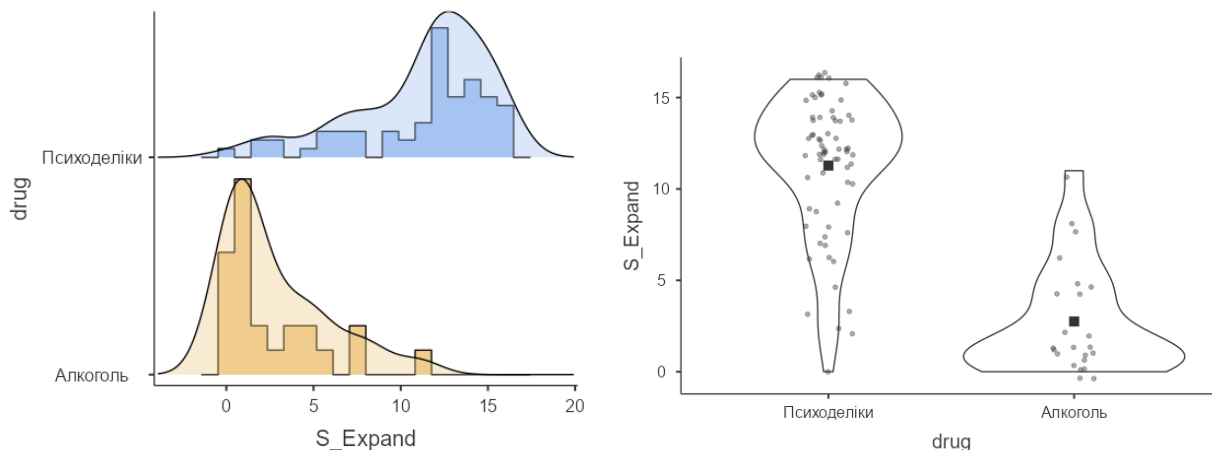 drug
Психоделіки
Алкоголь
0
5
10
15
20
S_Expand
S_Expand
15
10
5
0
Психоделіки
Алкоголь
drug